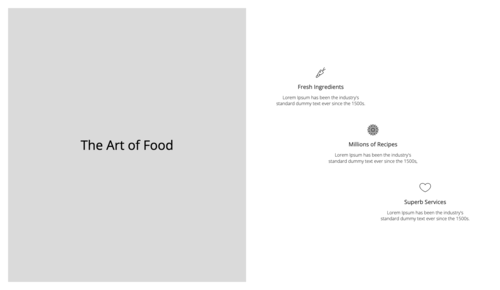 The Art of Food
Fresh Ingredients
Lorem Ipsum has been the industry's
standard dummy text ever since the 1500s.
Millions of Recipes
Lorem Ipsum has been the industry's
standard dummy text ever since the 1500s.
Superb Services
Lorem Ipsum has been the industry's
standard dummy text ever since the 1500s.